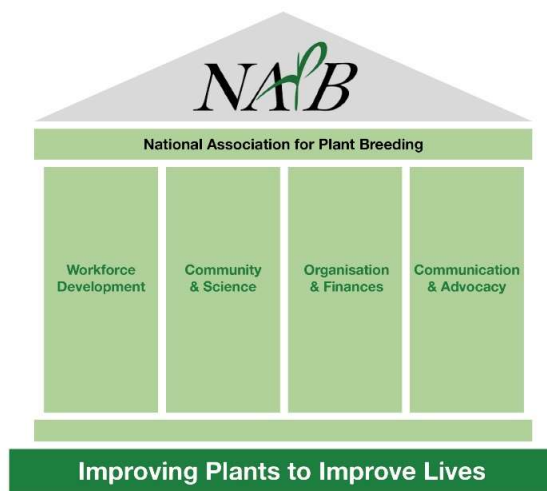 NAPB
National Association for Plant Breeding
Workforce
Development
Community
& Science
Organisation
& Finances
Communication
& Advocacy
Improving Plants to Improve Lives